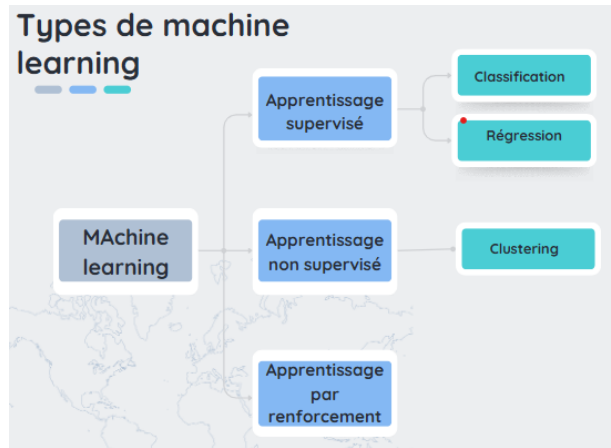 Types de machine
learning
Classification
Apprentissage
supervisé
Régression
MAchine
learning
Apprentissage
non supervisé
Clustering
Apprentissage
par
renforcement